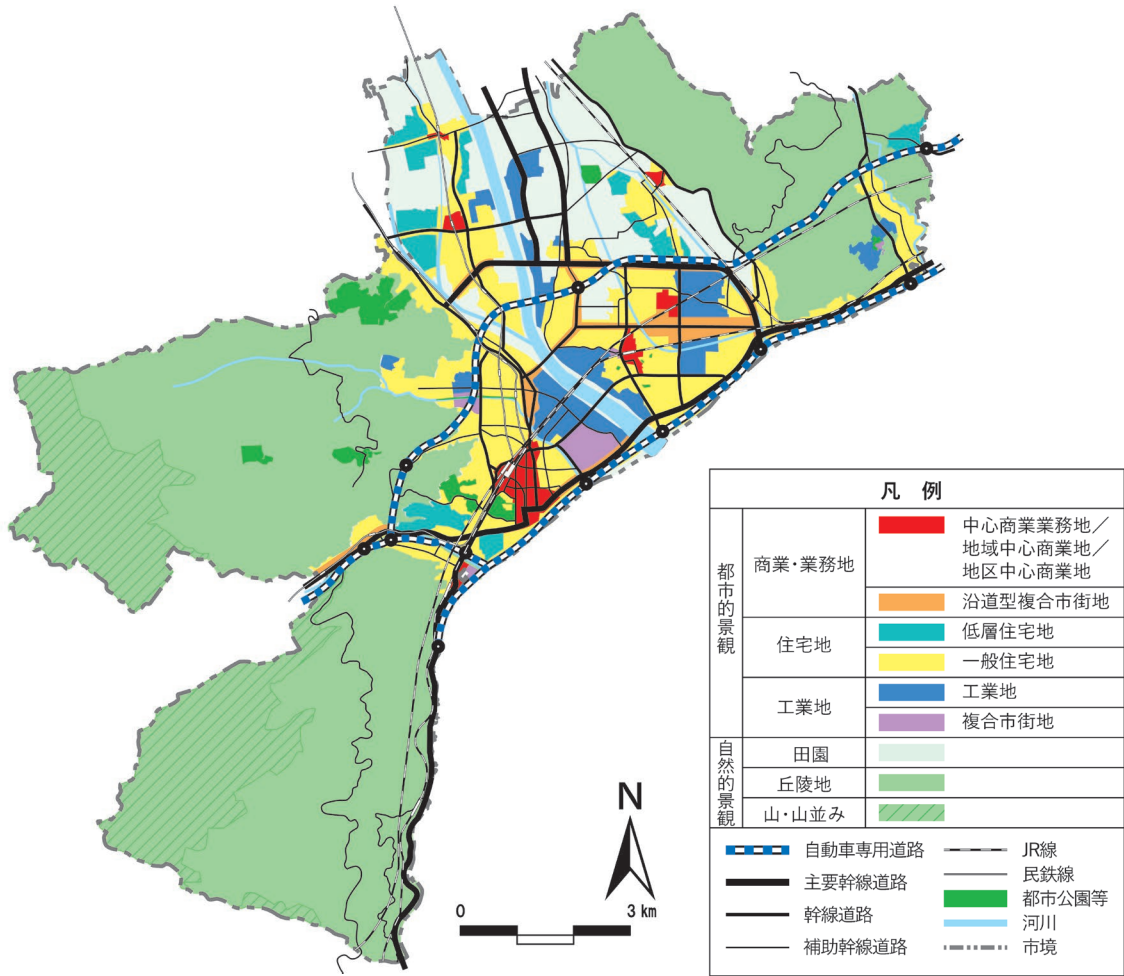 凡 例
都市的景観
商業・業務地
中心商業業務地／
地域中心商業地／
地区中心商業地
沿道型複合市街地
住宅地
低層住宅地
一般住宅地
工業地
工業地
複合市街地
自然的景観
田園
丘陵地
山・山並み
自動車専用道路
主要幹線道路
幹線道路
補助幹線道路
JR線
民鉄線
都市公園等
河川
市境
N
0 3 km